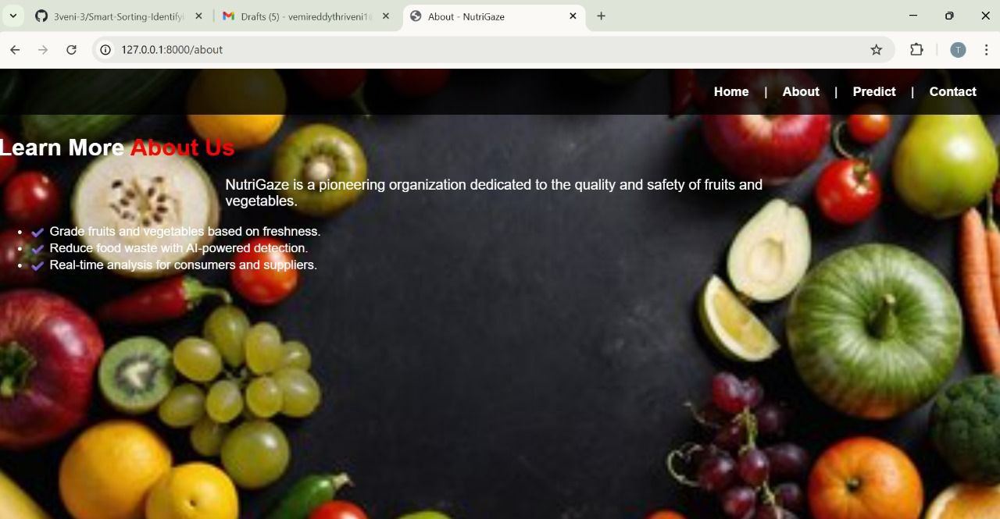 3veni-3/Smart-Sorting-Identifyi
Drafts (5) - vemireddythriveni1
About - NutriGaze
127.0.0.1:8000/about
T
Home | About | Predict | Contact
Learn More About Us
NutriGaze is a pioneering organization dedicated to the quality and safety of fruits and
vegetables.
• ✔ Grade fruits and vegetables based on freshness.
• ✔ Reduce food waste with AI-powered detection.
• ✔ Real-time analysis for consumers and suppliers.